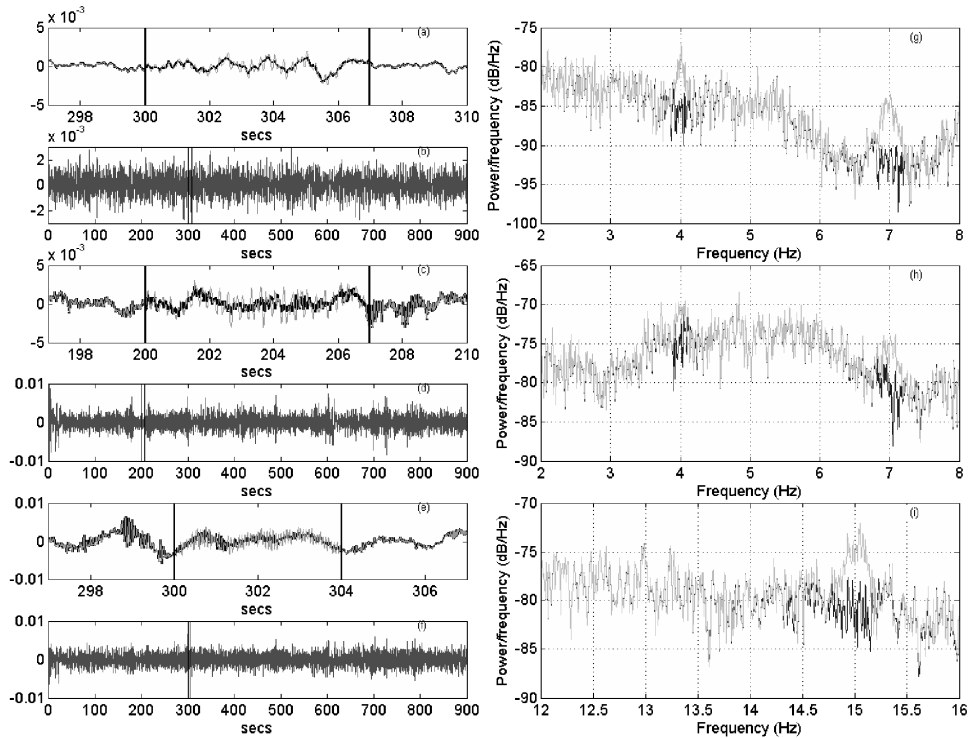 x 10⁻³
(a)
5
0
-5
298 300 302 304 306 308 310
secs
x 10⁻³
(b)
2
0
-2
0 100 200 300 400 500 600 700 800 900
secs
x 10⁻³
(c)
5
0
-5
198 200 202 204 206 208 210
secs
(d)
0.01
0
-0.01
0 100 200 300 400 500 600 700 800 900
secs
(e)
0.01
0
-0.01
298 300 302 304 306
secs
(f)
0.01
0
-0.01
0 100 200 300 400 500 600 700 800 900
secs
(g)
Power/frequency (dB/Hz)
-75
-80
-85
-90
-95
-100
2 3 4 5 6 7 8
Frequency (Hz)
(h)
Power/frequency (dB/Hz)
-65
-70
-75
-80
-85
-90
2 3 4 5 6 7 8
Frequency (Hz)
(i)
Power/frequency (dB/Hz)
-70
-75
-80
-85
-90
12 12.5 13 13.5 14 14.5 15 15.5 16
Frequency (Hz)